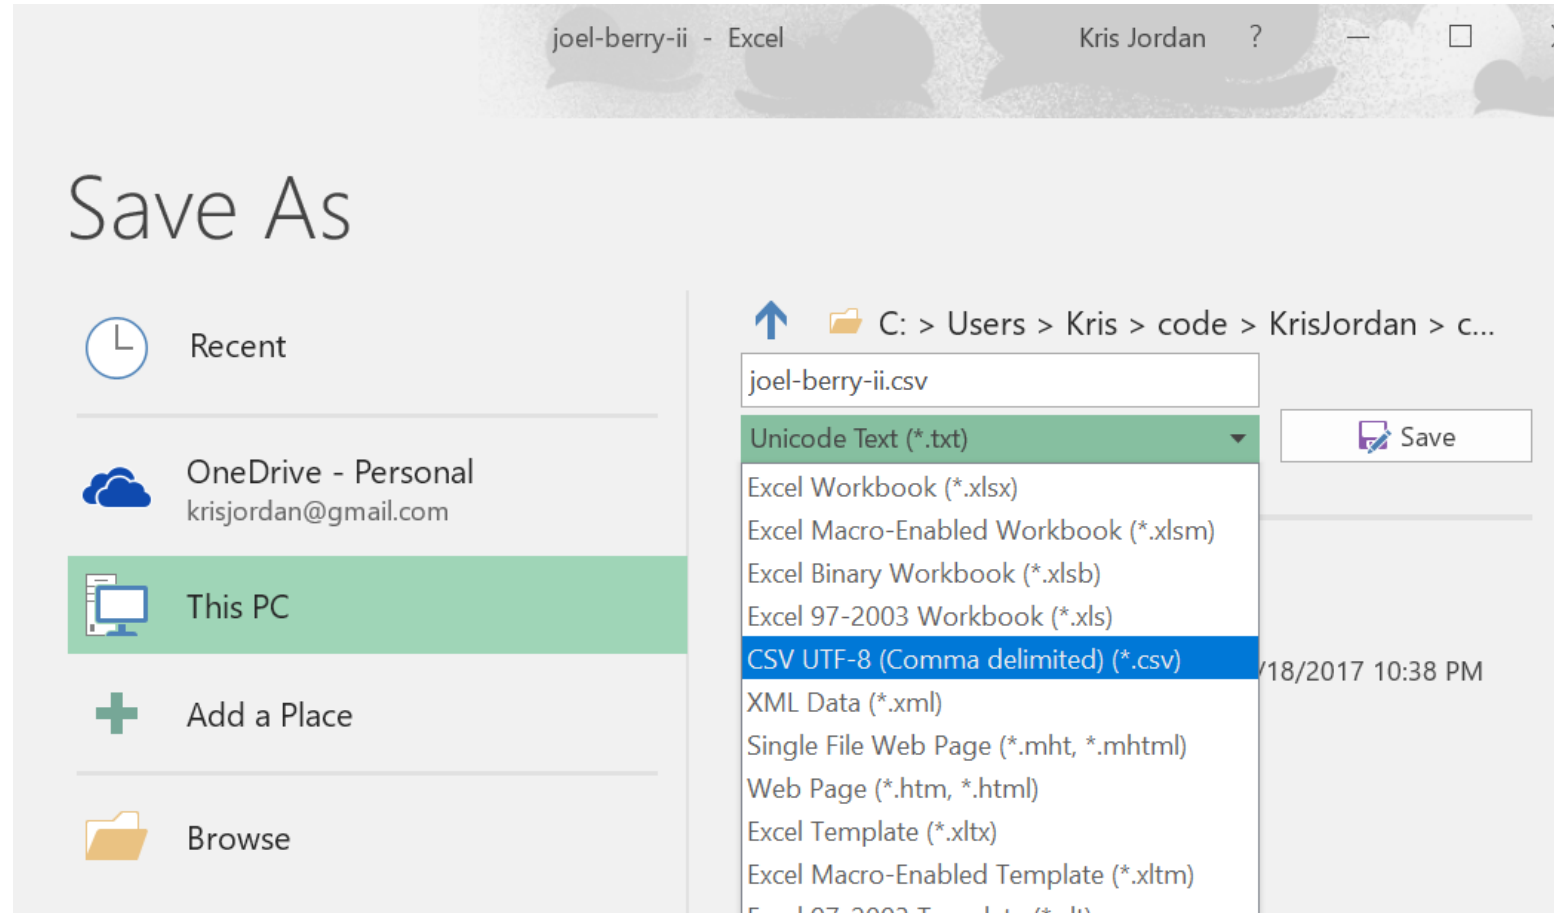 joel-berry-ii - Excel
Kris Jordan ?
Save As
Recent
OneDrive - Personal
krisjordan@gmail.com
This PC
Add a Place
Browse
C: > Users > Kris > code > KrisJordan > c...
joel-berry-ii.csv
Unicode Text (*.txt)
Save
Excel Workbook (*.xlsx)
Excel Macro-Enabled Workbook (*.xlsm)
Excel Binary Workbook (*.xlsb)
Excel 97-2003 Workbook (*.xls)
CSV UTF-8 (Comma delimited) (*.csv)
/18/2017 10:38 PM
XML Data (*.xml)
Single File Web Page (*.mht, *.mhtml)
Web Page (*.htm, *.html)
Excel Template (*.xltx)
Excel Macro-Enabled Template (*.xltm)